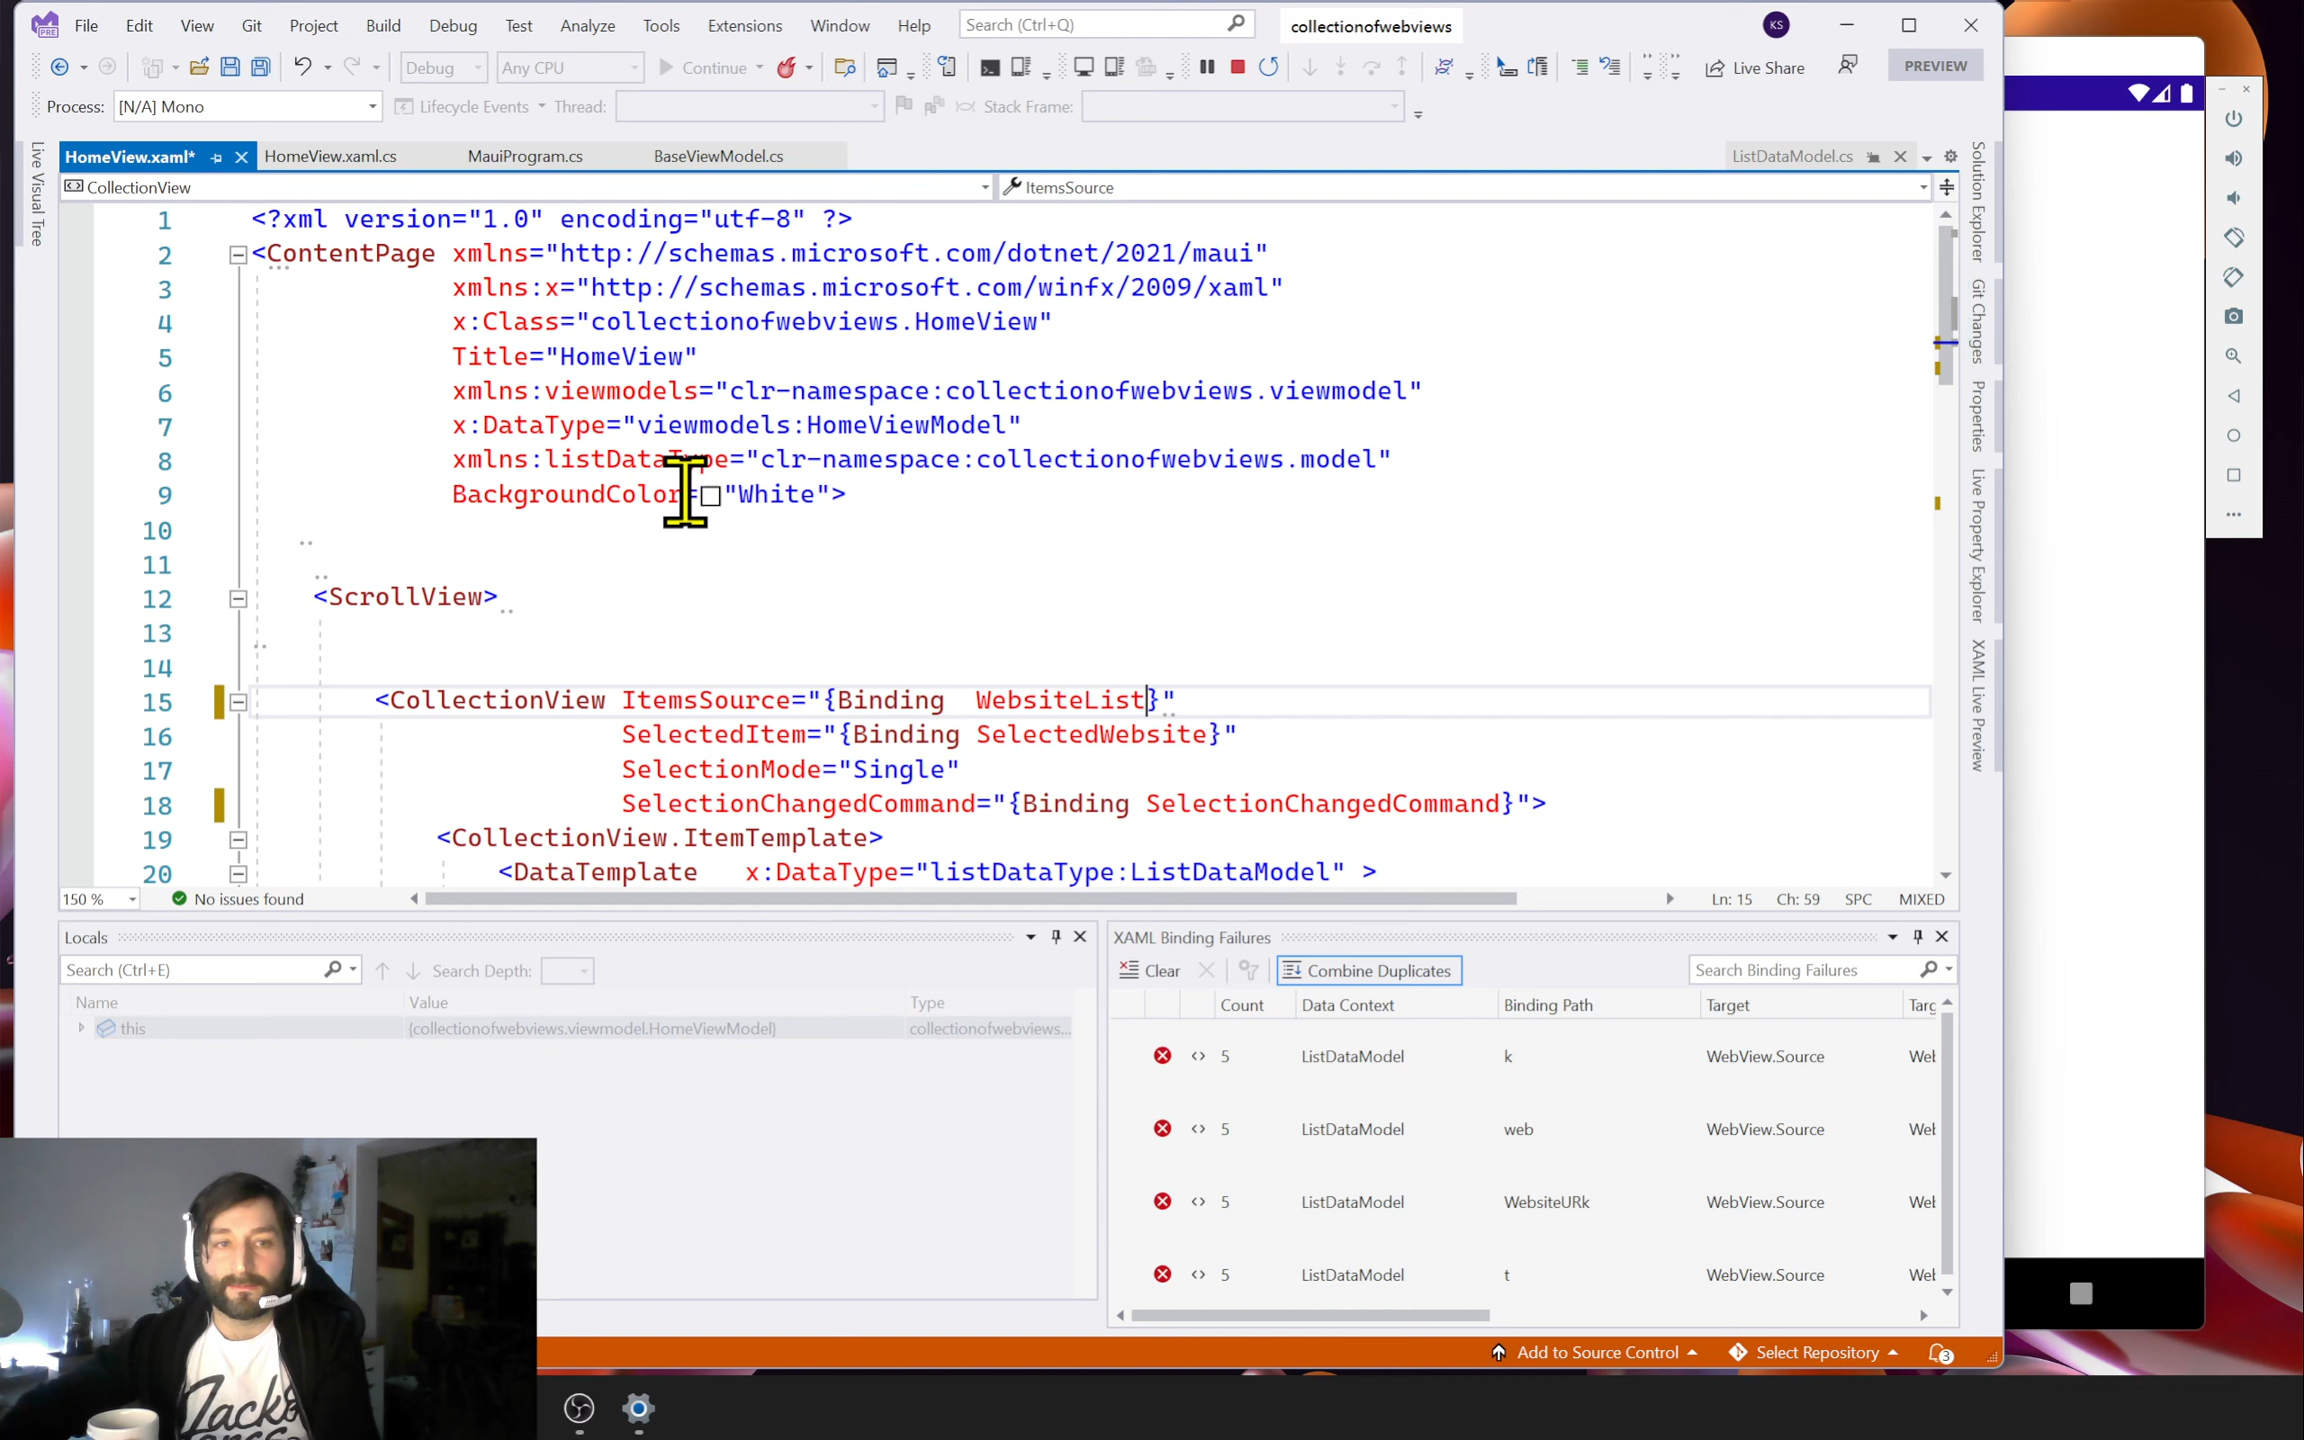 File Edit View Git Project Build Debug Test Analyze Tools Extensions Window Help Search (Ctrl+Q) collectionofwebviews KS
PRE
Debug Any CPU Continue Live Share PREVIEW
Process: [N/A] Mono Lifecycle Events Thread: Stack Frame:
HomeView.xaml* HomeView.xaml.cs MauiProgram.cs BaseViewModel.cs ListDataModel.cs
CollectionView ItemsSource
Live Visual Tree
Solution Explorer
Git Changes
Properties
Live Property Explorer
XAML Live Preview
1 <?xml version="1.0" encoding="utf-8" ?>
2 <ContentPage xmlns="http://schemas.microsoft.com/dotnet/2021/maui"
3 xmlns:x="http://schemas.microsoft.com/winfx/2009/xaml"
4 x:Class="collectionofwebviews.HomeView"
5 Title="HomeView"
6 xmlns:viewmodels="clr-namespace:collectionofwebviews.viewmodel"
7 x:DataType="viewmodels:HomeViewModel"
8 xmlns:listDataType="clr-namespace:collectionofwebviews.model"
9 BackgroundColor="White">
10
11
12 <ScrollView>
13
14
15 <CollectionView ItemsSource="{Binding  WebsiteList}"
16 SelectedItem="{Binding SelectedWebsite}"
17 SelectionMode="Single"
18 SelectionChangedCommand="{Binding SelectionChangedCommand}">
19 <CollectionView.ItemTemplate>
20 <DataTemplate   x:DataType="listDataType:ListDataModel" >
150 % No issues found Ln: 15 Ch: 59 SPC MIXED
Locals
Search (Ctrl+E) Search Depth:
Name Value Type
this {collectionofwebviews.viewmodel.HomeViewModel} collectionofwebviews...
XAML Binding Failures
Clear Combine Duplicates Search Binding Failures
Count Data Context Binding Path Target Targ
5 ListDataModel k WebView.Source Wel
5 ListDataModel web WebView.Source Wel
5 ListDataModel WebsiteURk WebView.Source Wel
5 ListDataModel t WebView.Source Wel
Add to Source Control Select Repository 3